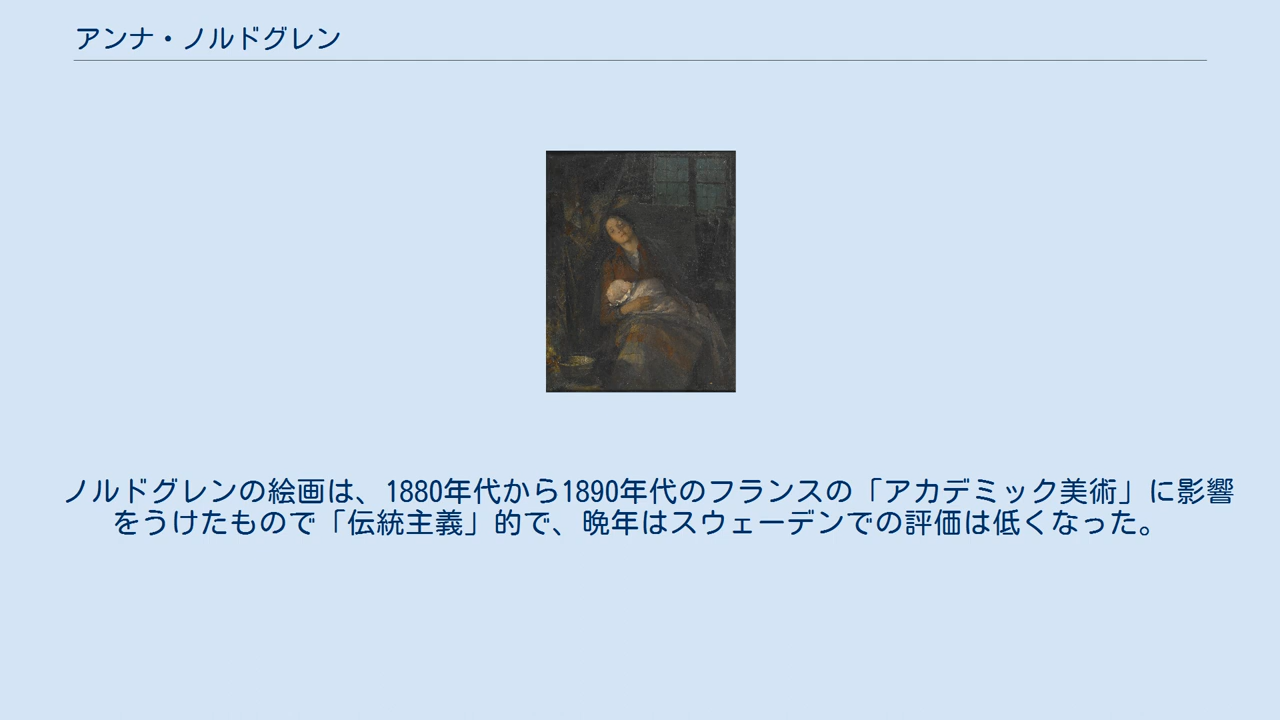 アンナ・ノルドグレン
ノルドグレンの絵画は、1880年代から1890年代のフランスの「アカデミック美術」に影響
をうけたもので「伝統主義」的で、晩年はスウェーデンでの評価は低くなった。